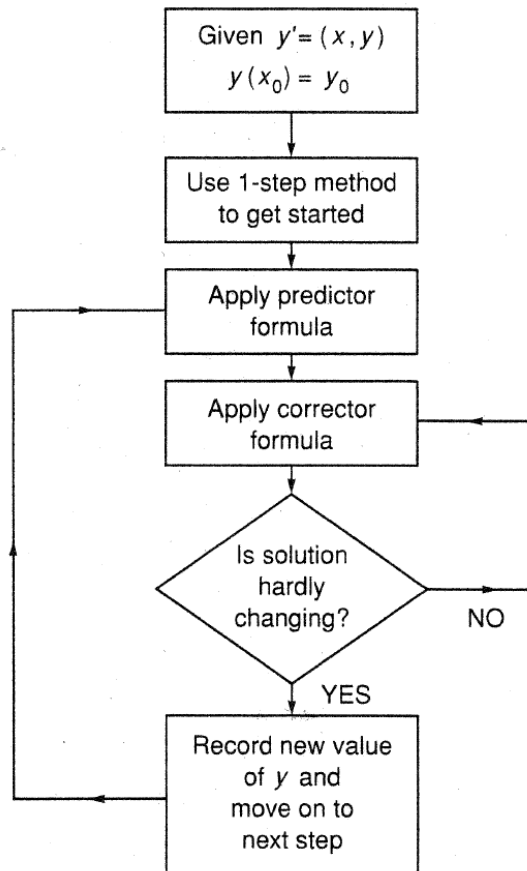 Given y' = (x, y)
y(x₀) = y₀
Use 1-step method
to get started
Apply predictor
formula
Apply corrector
formula
Is solution
hardly
changing?
NO
YES
Record new value
of y and
move on to
next step